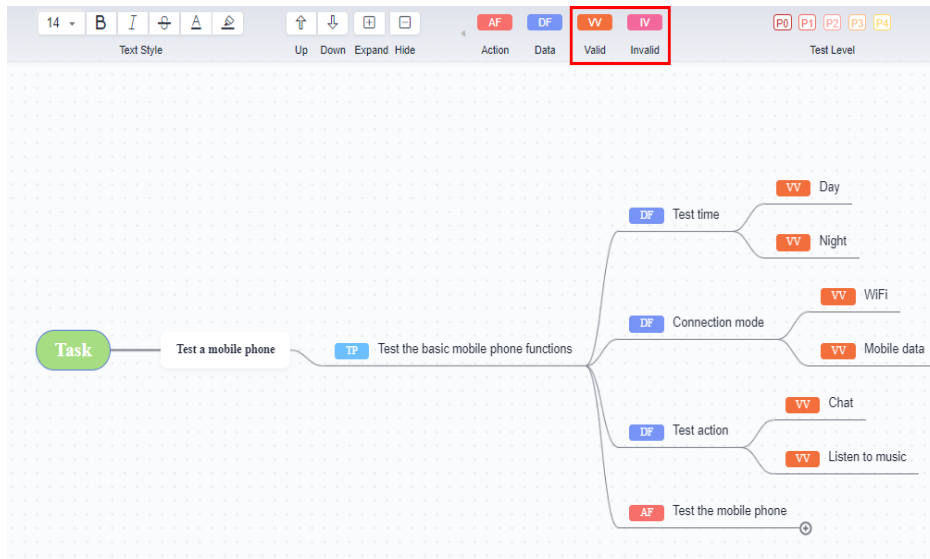 14 B I S A
AF DF VV IV P0 P1 P2 P3 P4
Text Style Up Down Expand Hide Action Data Valid Invalid Test Level
VV Day
DF Test time
VV Night
VV WiFi
DF Connection mode
Task Test a mobile phone TP Test the basic mobile phone functions VV Mobile data
VV Chat
DF Test action
VV Listen to music
AF Test the mobile phone